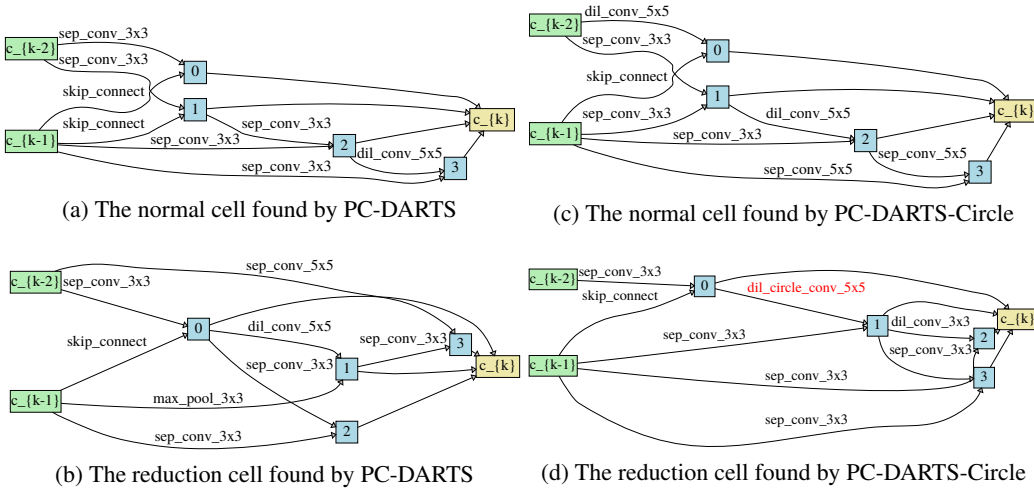 c_{k-2}
sep_conv_3x3
sep_conv_3x3
0
skip_connect
1
skip_connect
c_{k-1}
sep_conv_3x3
sep_conv_3x3
2
dil_conv_5x5
sep_conv_3x3
3
c_{k}
(a) The normal cell found by PC-DARTS
c_{k-2}
dil_conv_5x5
sep_conv_3x3
0
skip_connect
1
sep_conv_3x3
dil_conv_5x5
c_{k-1}
sep_conv_3x3
2
sep_conv_5x5
sep_conv_5x5
3
c_{k}
(c) The normal cell found by PC-DARTS-Circle
c_{k-2}
sep_conv_5x5
sep_conv_3x3
0
dil_conv_5x5
skip_connect
sep_conv_3x3
3
sep_conv_3x3
1
c_{k}
c_{k-1}
max_pool_3x3
2
sep_conv_3x3
(b) The reduction cell found by PC-DARTS
c_{k-2}
sep_conv_3x3
0
dil_circle_conv_5x5
skip_connect
1
dil_conv_3x3
c_{k}
2
sep_conv_3x3
sep_conv_3x3
c_{k-1}
sep_conv_3x3
3
sep_conv_3x3
(d) The reduction cell found by PC-DARTS-Circle